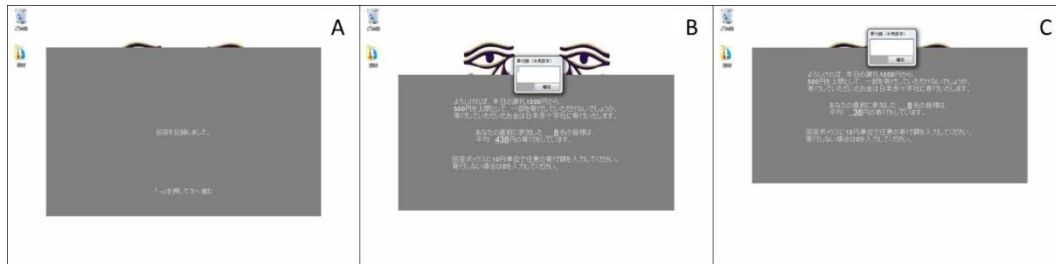 A
回答を記録しました。
「→」を押して次へ進む
B
寄付額（半角数字）
確定
よろしければ、本日の謝礼1000円から、
500円を上限として、一部を寄付していただけないでしょうか。
寄付していただいたお金は日本赤十字社に寄付いたします。
あなたの直前に参加した　8名の皆様は、
平均　438円の寄付をしています。
回答ボックスに10円単位で任意の寄付額を入力してください。
寄付しない場合は0を入力してください。
C
寄付額（半角数字）
確定
よろしければ、本日の謝礼1000円から、
500円を上限として、一部を寄付していただけないでしょうか。
寄付していただいたお金は日本赤十字社に寄付いたします。
あなたの直前に参加した　8名の皆様は、
平均　38円の寄付をしています。
回答ボックスに10円単位で任意の寄付額を入力してください。
寄付しない場合は0を入力してください。